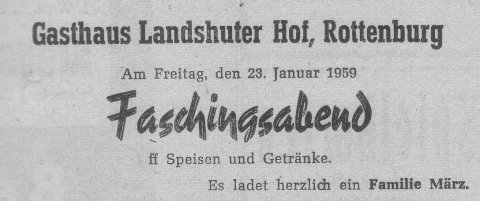 Gasthaus Landshuter Hof, Rottenburg
Am Freitag, den 23. Januar 1959
Faschingsabend
ff Speisen und Getränke.
Es ladet herzlich ein Familie März.